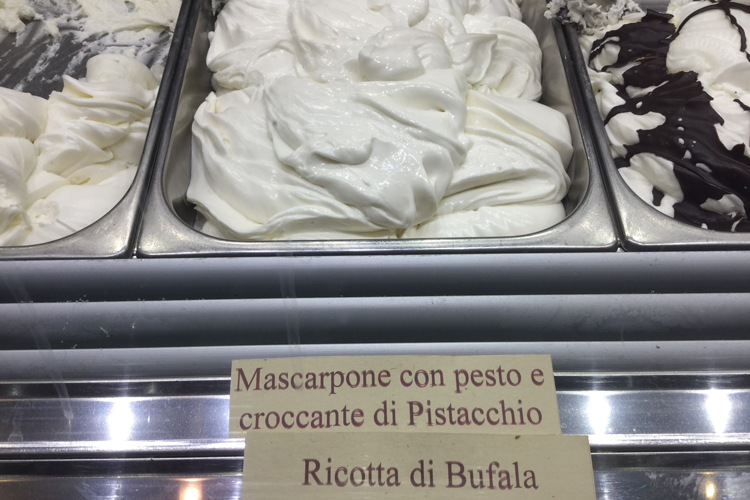 Mascarpone con pesto e
croccante di Pistacchio
Ricotta di Bufala